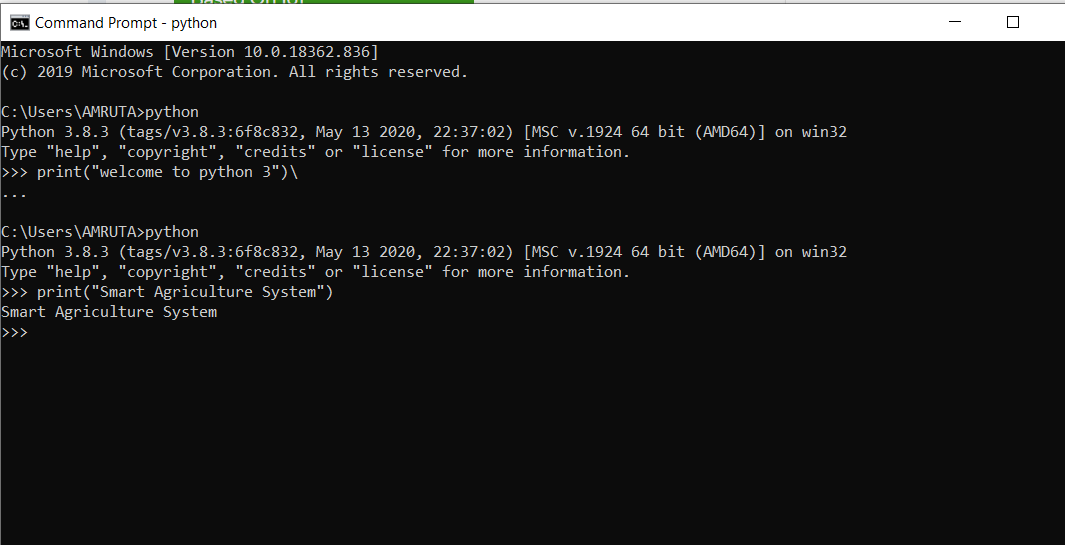 Based On IoT
Command Prompt - python
Microsoft Windows [Version 10.0.18362.836]
(c) 2019 Microsoft Corporation. All rights reserved.
C:\Users\AMRUTA>python
Python 3.8.3 (tags/v3.8.3:6f8c832, May 13 2020, 22:37:02) [MSC v.1924 64 bit (AMD64)] on win32
Type "help", "copyright", "credits" or "license" for more information.
>>> print("welcome to python 3")\
...
C:\Users\AMRUTA>python
Python 3.8.3 (tags/v3.8.3:6f8c832, May 13 2020, 22:37:02) [MSC v.1924 64 bit (AMD64)] on win32
Type "help", "copyright", "credits" or "license" for more information.
>>> print("Smart Agriculture System")
Smart Agriculture System
>>>